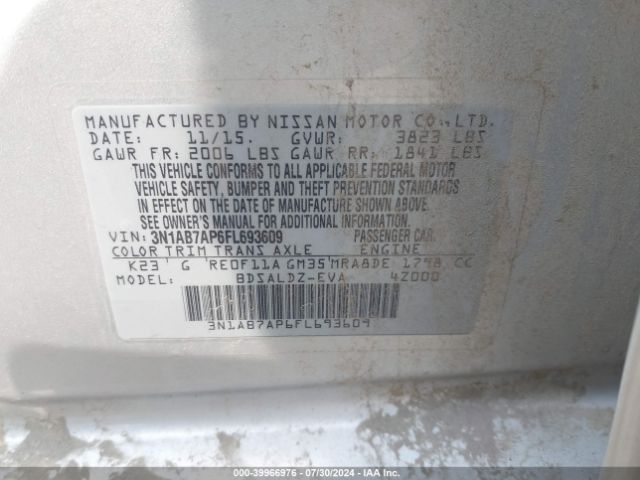 MANUFACTURED BY NISSAN MOTOR CO., LTD.
DATE: 11/15. GVWR: 3823 LBS
GAWR FR: 2006 LBS GAWR RR: 1841 LBS
THIS VEHICLE CONFORMS TO ALL APPLICABLE FEDERAL MOTOR
VEHICLE SAFETY, BUMPER AND THEFT PREVENTION STANDARDS
IN EFFECT ON THE DATE OF MANUFACTURE SHOWN ABOVE.
SEE OWNER'S MANUAL FOR ADDITIONAL INFORMATION.
VIN: 3N1AB7AP6FL693609 PASSENGER CAR.
COLOR TRIM TRANS AXLE ENGINE
K23 G RE0F11A GM35 MRA8DE 1798 CC
MODEL: BDSALDZ-EVA 4Z000
3N1AB7AP6FL693609
000-39966976 - 07/30/2024 - IAA Inc.